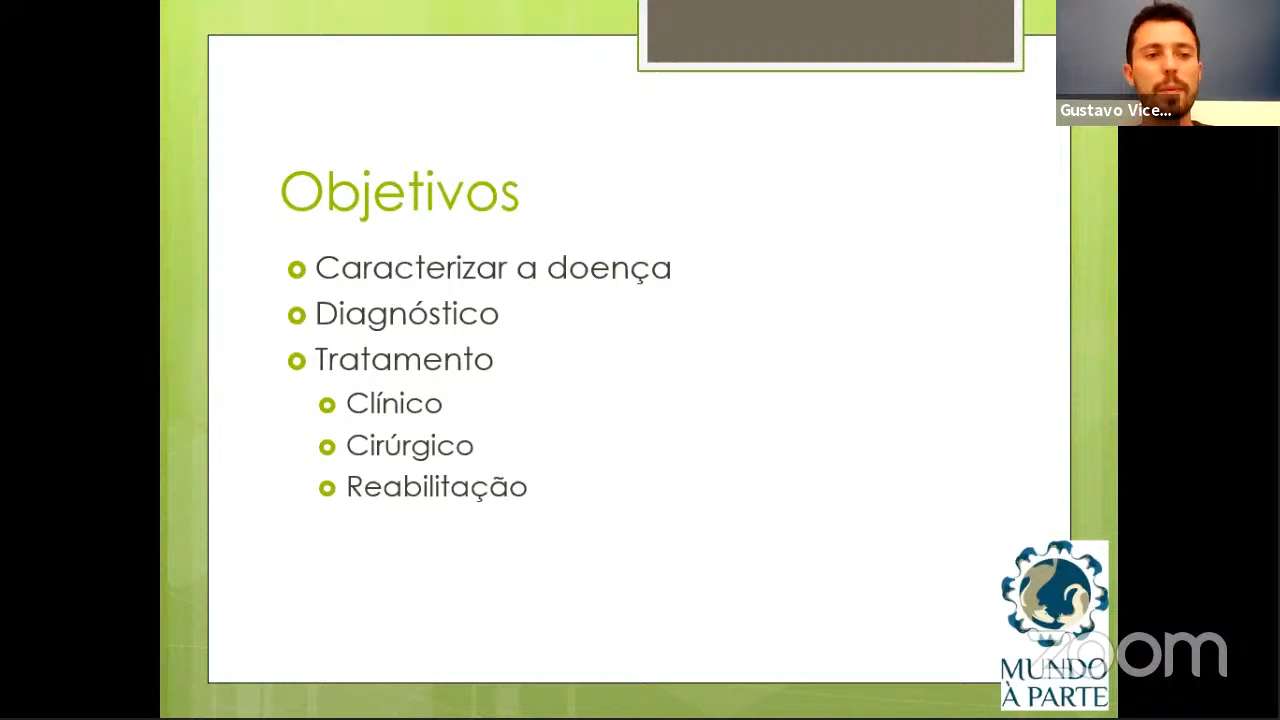 Gustavo Vice...
Objetivos
Caracterizar a doença
Diagnóstico
Tratamento
Clínico
Cirúrgico
Reabilitação
zoom
MUNDO
À PARTE